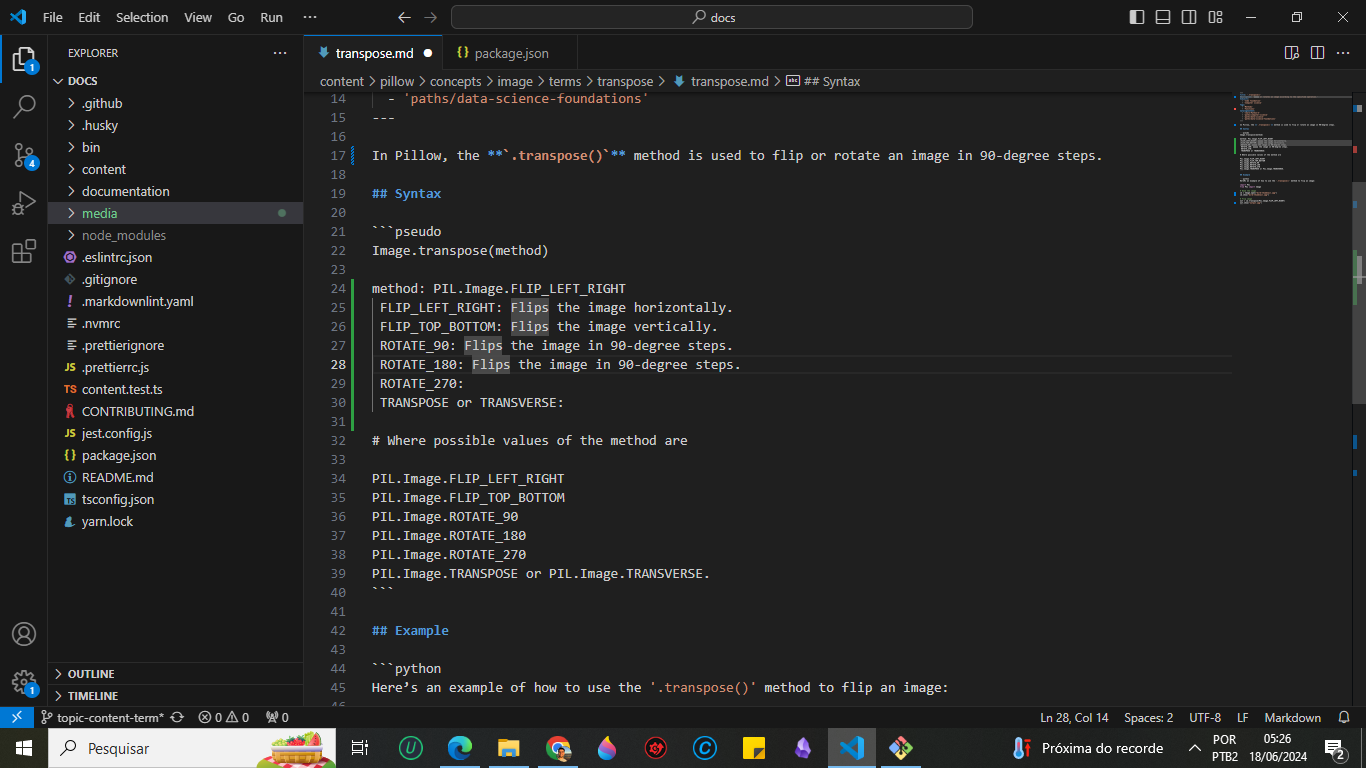 File Edit Selection View Go Run ···
docs
EXPLORER ···
DOCS
.github
.husky
bin
content
documentation
media
node_modules
.eslintrc.json
.gitignore
.markdownlint.yaml
.nvmrc
.prettierignore
.prettierrc.js
content.test.ts
CONTRIBUTING.md
jest.config.js
package.json
README.md
tsconfig.json
yarn.lock
OUTLINE
TIMELINE
1
4
1
transpose.md package.json
content > pillow > concepts > image > terms > transpose > transpose.md > ## Syntax
14 - 'paths/data-science-foundations'
15 ---
16
17 In Pillow, the **`.transpose()`** method is used to flip or rotate an image in 90-degree steps.
18
19 ## Syntax
20
21 ```pseudo
22 Image.transpose(method)
23
24 method: PIL.Image.FLIP_LEFT_RIGHT
25 FLIP_LEFT_RIGHT: Flips the image horizontally.
26 FLIP_TOP_BOTTOM: Flips the image vertically.
27 ROTATE_90: Flips the image in 90-degree steps.
28 ROTATE_180: Flips the image in 90-degree steps.
29 ROTATE_270:
30 TRANSPOSE or TRANSVERSE:
31
32 # Where possible values of the method are
33
34 PIL.Image.FLIP_LEFT_RIGHT
35 PIL.Image.FLIP_TOP_BOTTOM
36 PIL.Image.ROTATE_90
37 PIL.Image.ROTATE_180
38 PIL.Image.ROTATE_270
39 PIL.Image.TRANSPOSE or PIL.Image.TRANSVERSE.
40 ```
41
42 ## Example
43
44 ```python
45 Here’s an example of how to use the '.transpose()' method to flip an image:
topic-content-term* 0 0 0 Ln 28, Col 14 Spaces: 2 UTF-8 LF Markdown
Pesquisar Próxima do recorde POR PTB2 05:26 18/06/2024 2